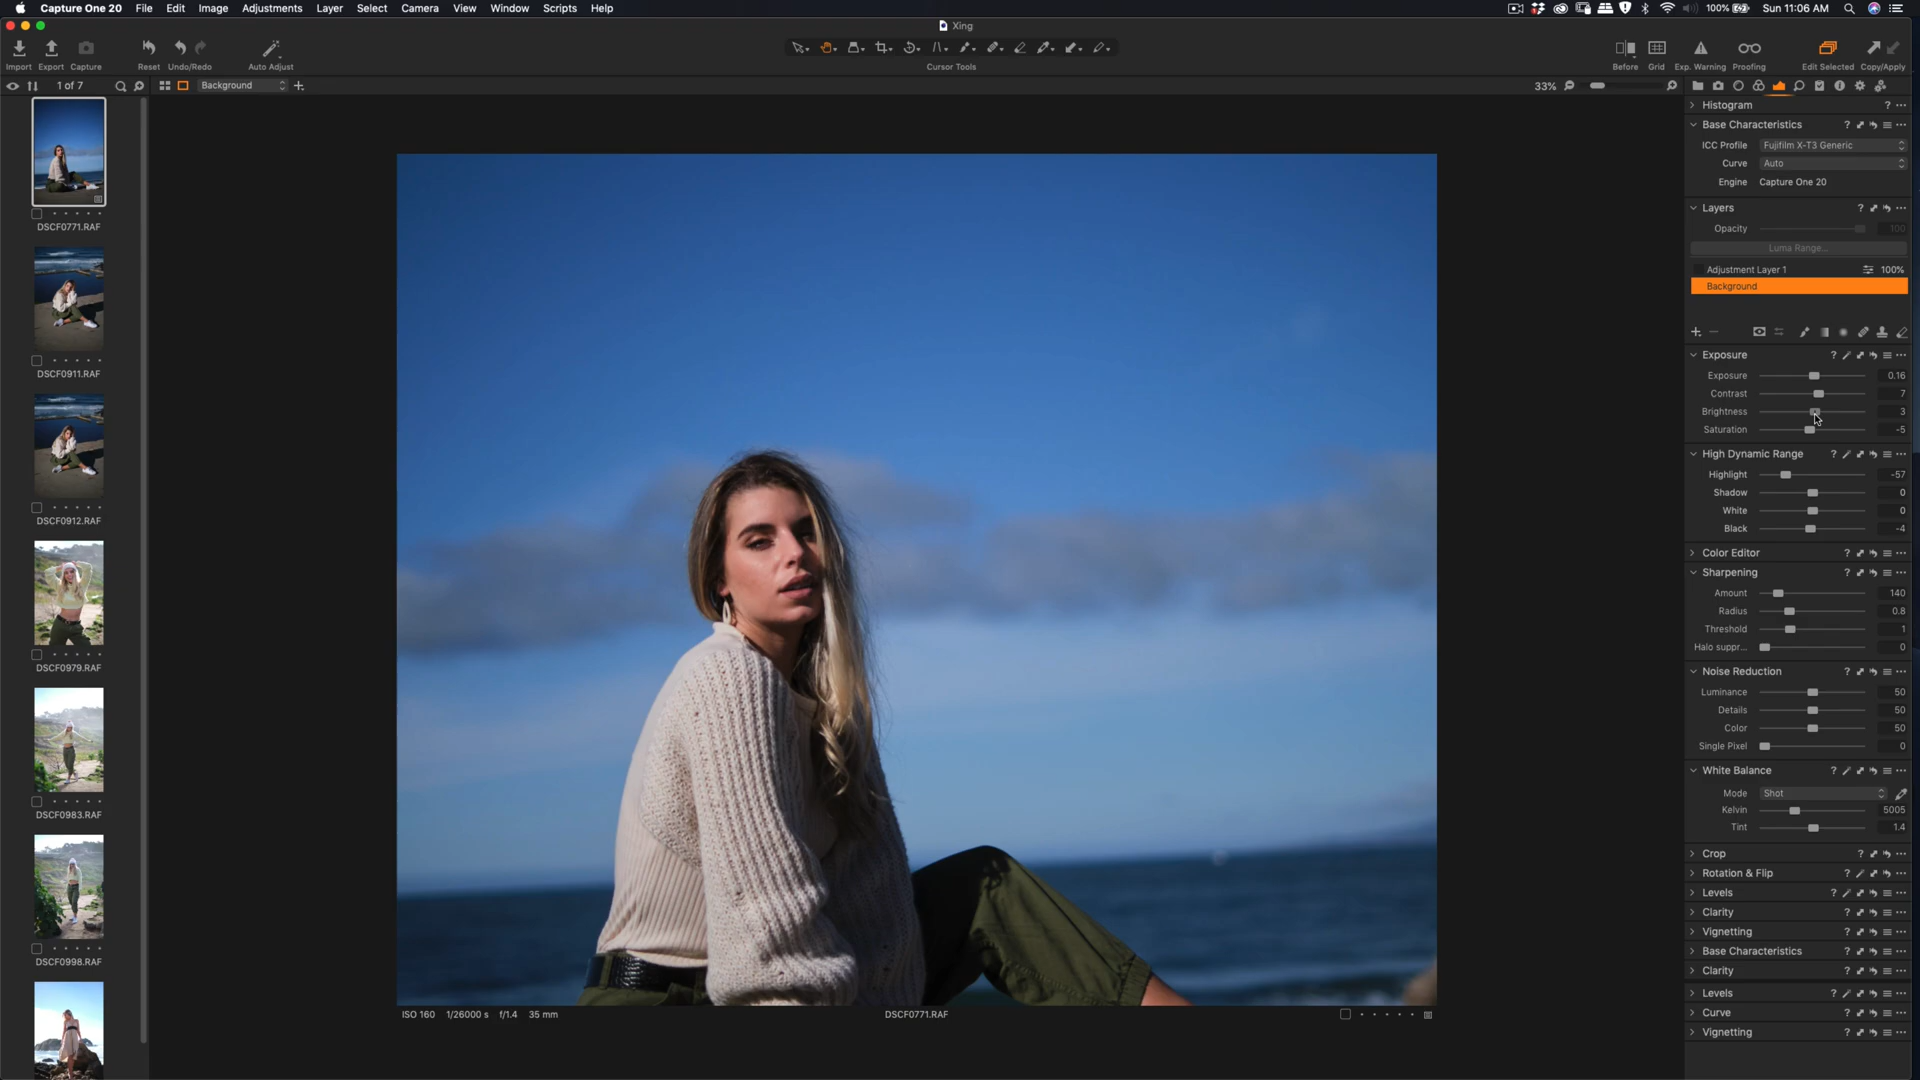 Capture One 20 File Edit Image Adjustments Layer Select Camera View Window Scripts Help 100% Sun 11:06 AM
Xing
Import Export Capture Reset Undo/Redo Auto Adjust Cursor Tools Before Grid Exp. Warning Proofing Edit Selected Copy/Apply
1 of 7 Background 33%
DSCF0771.RAF
DSCF0911.RAF
DSCF0912.RAF
DSCF0979.RAF
DSCF0983.RAF
DSCF0998.RAF
ISO 160 1/26000 s f/1.4 35 mm DSCF0771.RAF
Histogram
Base Characteristics
ICC Profile Fujifilm X-T3 Generic
Curve Auto
Engine Capture One 20
Layers
Opacity 100
Luma Range...
Adjustment Layer 1 100%
Background
Exposure
Exposure 0.16
Contrast 7
Brightness 3
Saturation -5
High Dynamic Range
Highlight -57
Shadow 0
White 0
Black -4
Color Editor
Sharpening
Amount 140
Radius 0.8
Threshold 1
Halo suppr... 0
Noise Reduction
Luminance 50
Details 50
Color 50
Single Pixel 0
White Balance
Mode Shot
Kelvin 5005
Tint 1.4
Crop
Rotation & Flip
Levels
Clarity
Vignetting
Base Characteristics
Clarity
Levels
Curve
Vignetting